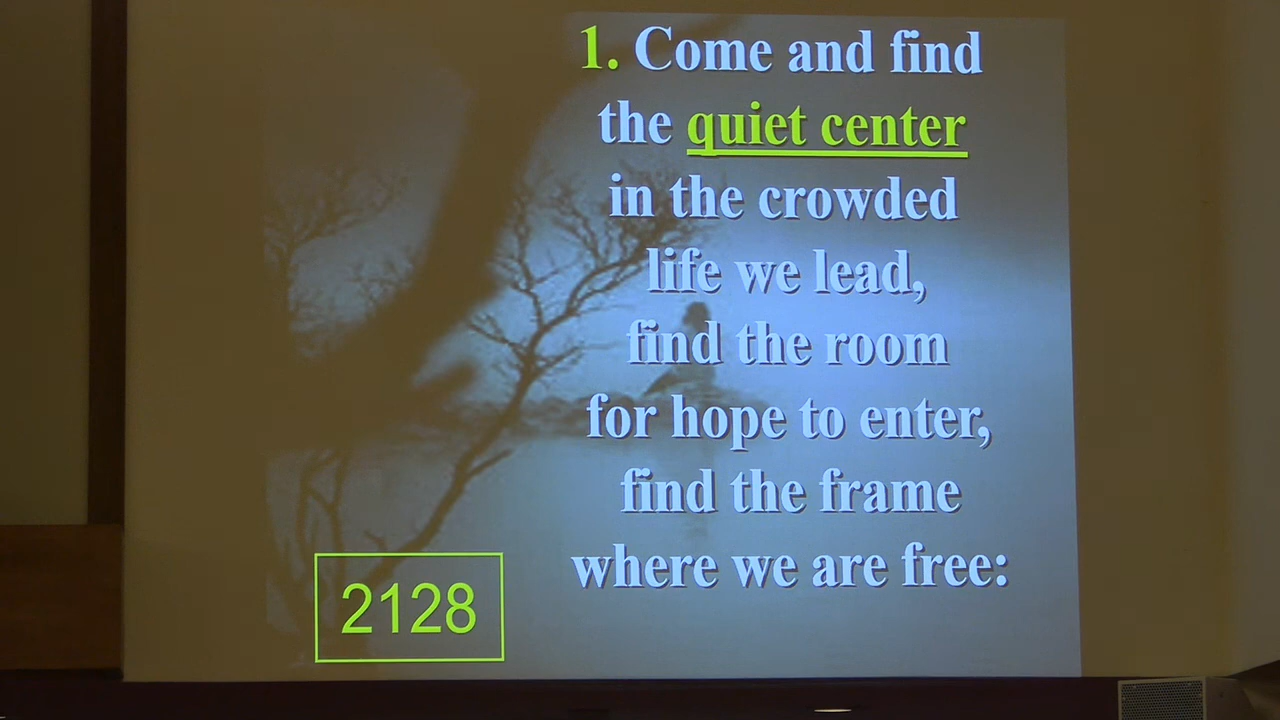 1. Come and find
the quiet center
in the crowded
life we lead,
find the room
for hope to enter,
find the frame
where we are free:
2128